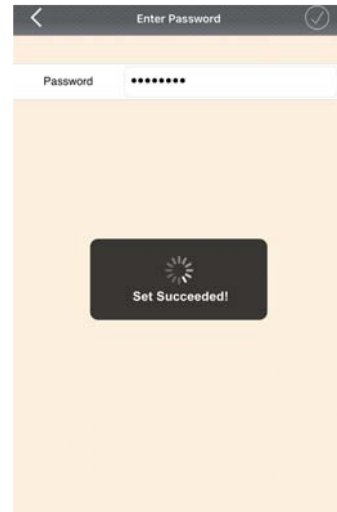 Enter Password
Password ••••••••
Set Succeeded!